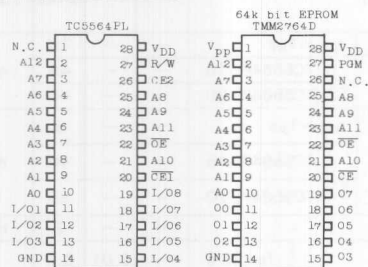 64k bit EPROM
TC5564PL TMM2764D
N.C. 1 28 VDD VPP 1 28 VDD
A12 2 27 R/W A12 2 27 PGM
A7 3 26 CE2 A7 3 26 N.C.
A6 4 25 A8 A6 4 25 A8
A5 5 24 A9 A5 5 24 A9
A4 6 23 A11 A4 6 23 A11
A3 7 22 OE A3 7 22 OE
A2 8 21 A10 A2 8 21 A10
A1 9 20 CE1 A1 9 20 CE
A0 10 19 I/O8 A0 10 19 O7
I/O1 11 18 I/O7 O0 11 18 O6
I/O2 12 17 I/O6 O1 12 17 O5
I/O3 13 16 I/O5 O2 13 16 O4
GND 14 15 I/O4 GND 14 15 O3